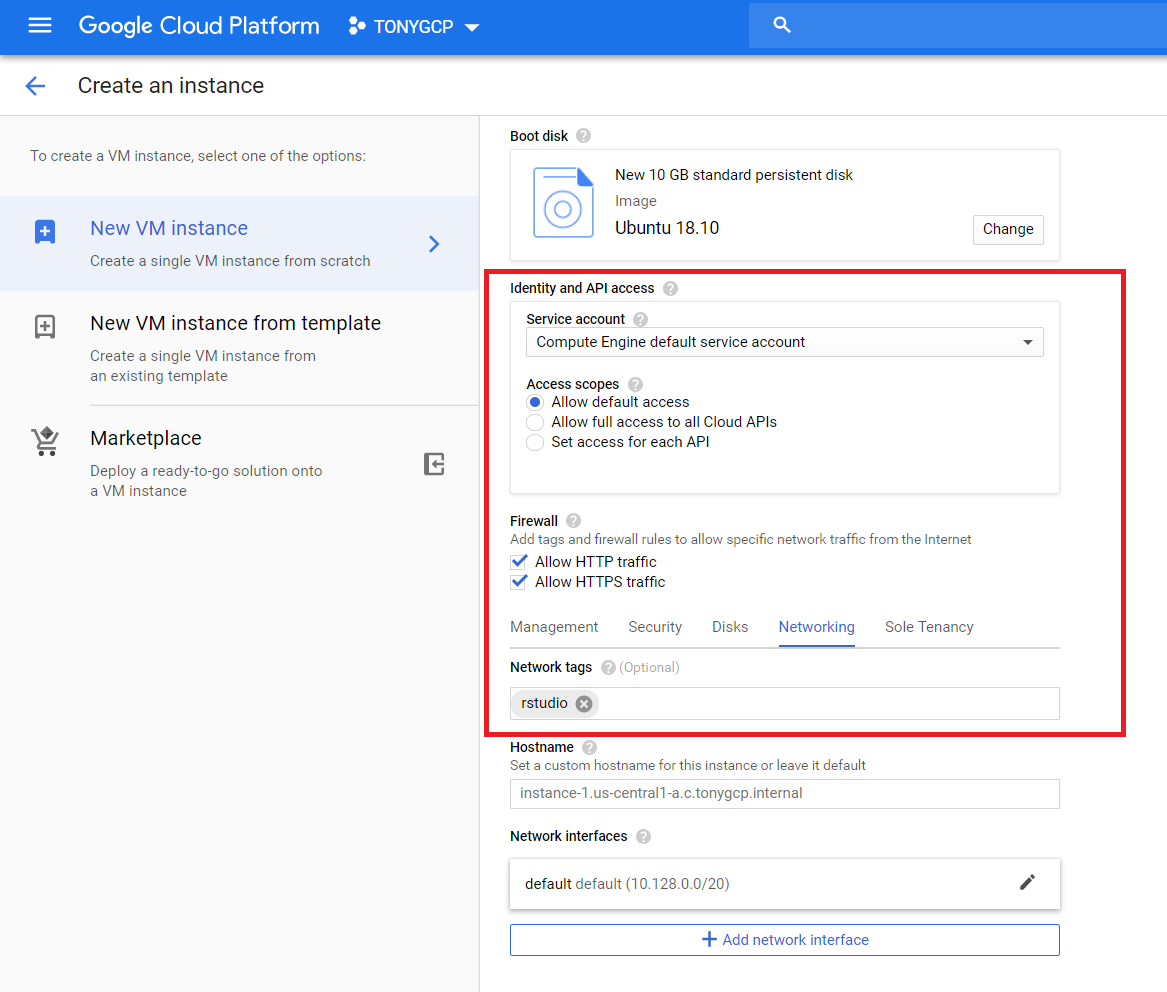 Google Cloud Platform TONYGCP
Create an instance
To create a VM instance, select one of the options:
New VM instance
Create a single VM instance from scratch
New VM instance from template
Create a single VM instance from
an existing template
Marketplace
Deploy a ready-to-go solution onto
a VM instance
Boot disk ?
New 10 GB standard persistent disk
Image
Ubuntu 18.10
Change
Identity and API access ?
Service account ?
Compute Engine default service account
Access scopes ?
Allow default access
Allow full access to all Cloud APIs
Set access for each API
Firewall ?
Add tags and firewall rules to allow specific network traffic from the Internet
Allow HTTP traffic
Allow HTTPS traffic
Management Security Disks Networking Sole Tenancy
Network tags ? (Optional)
rstudio
Hostname ?
Set a custom hostname for this instance or leave it default
instance-1.us-central1-a.c.tonygcp.internal
Network interfaces ?
default default (10.128.0.0/20)
+ Add network interface